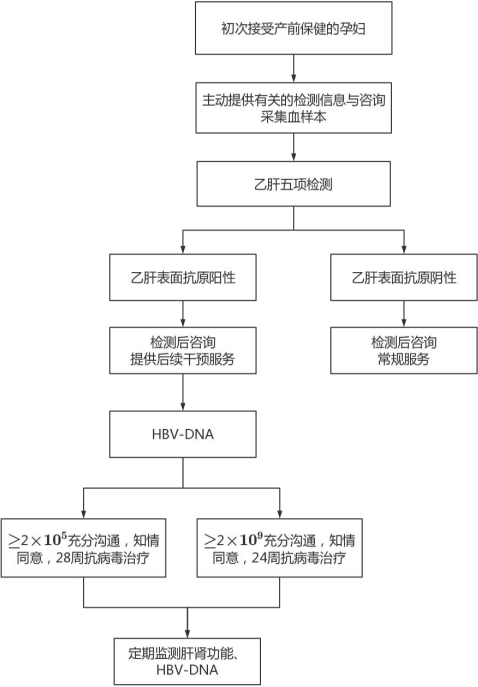 初次接受产前保健的孕妇
主动提供有关的检测信息与咨询
采集血样本
乙肝五项检测
乙肝表面抗原阳性
乙肝表面抗原阴性
检测后咨询
提供后续干预服务
检测后咨询
常规服务
HBV-DNA
≥2×10⁵充分沟通，知情
同意，28周抗病毒治疗
≥2×10⁹充分沟通，知情
同意，24周抗病毒治疗
定期监测肝肾功能、
HBV-DNA